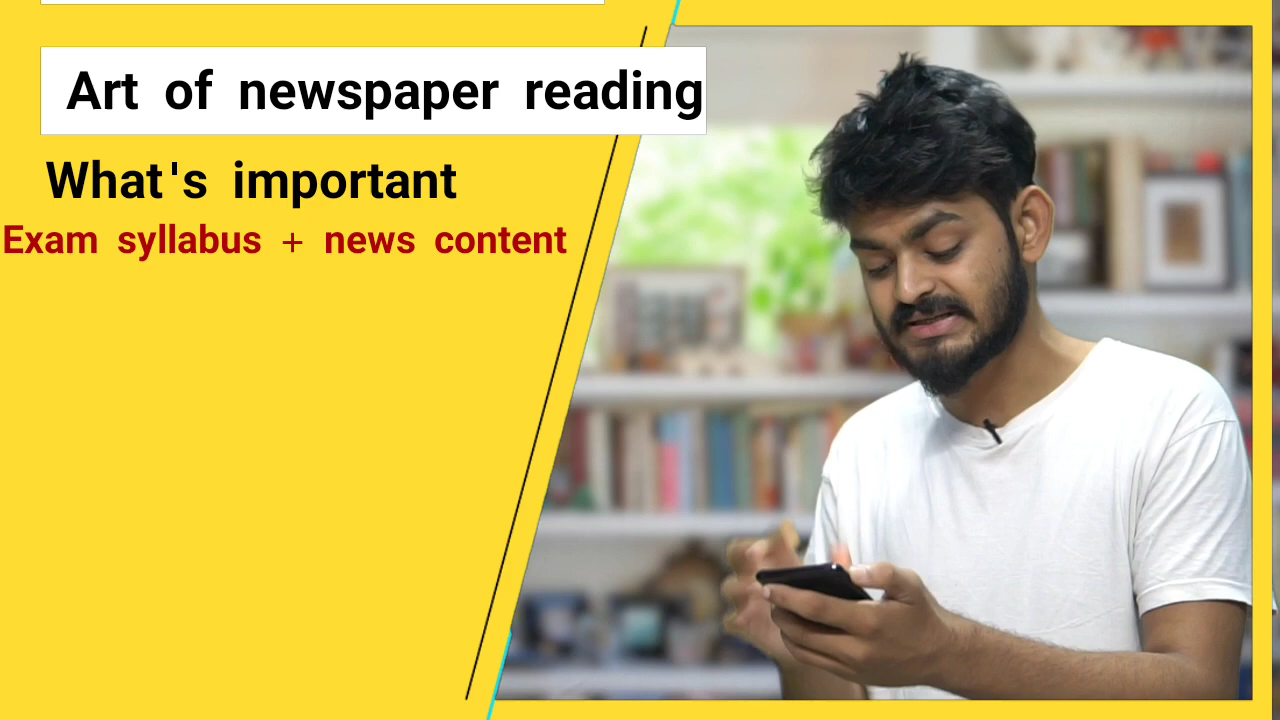 Art of newspaper reading
What's important
Exam syllabus + news content